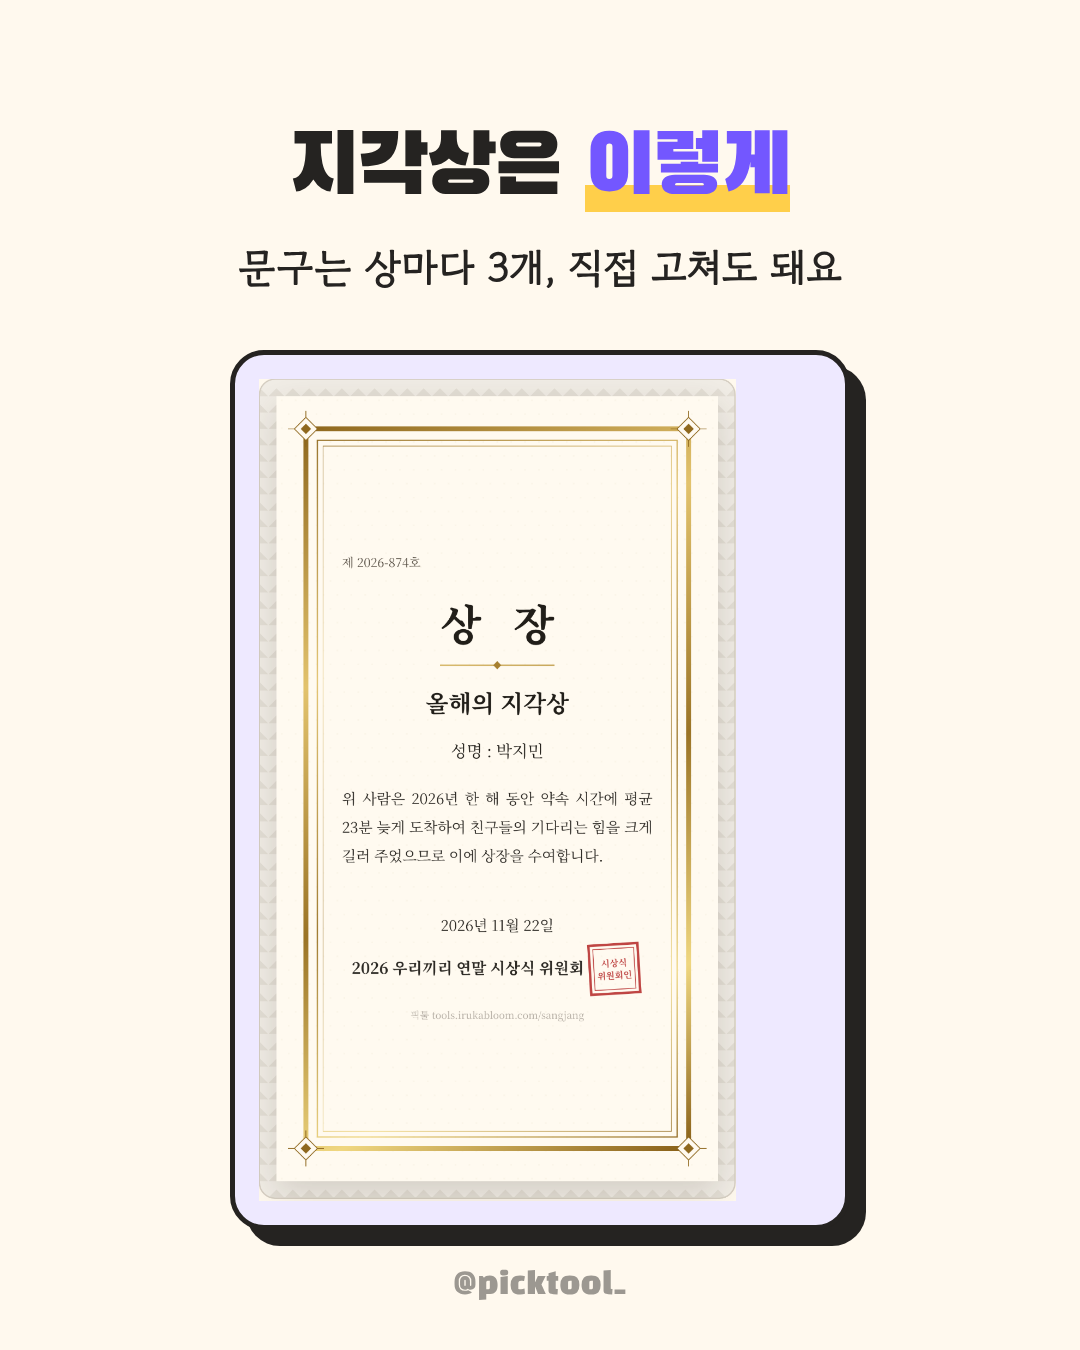 지각상은 이렇게
문구는 상마다 3개, 직접 고쳐도 돼요
제 2026-874호
상 장
올해의 지각상
성명 : 박지민
위 사람은 2026년 한 해 동안 약속 시간에 평균
23분 늦게 도착하여 친구들의 기다리는 힘을 크게
길러 주었으므로 이에 상장을 수여합니다.
2026년 11월 22일
2026 우리끼리 연말 시상식 위원회
시상식
위원회인
픽툴 tools.irukabloom.com/sangjang
@picktool_